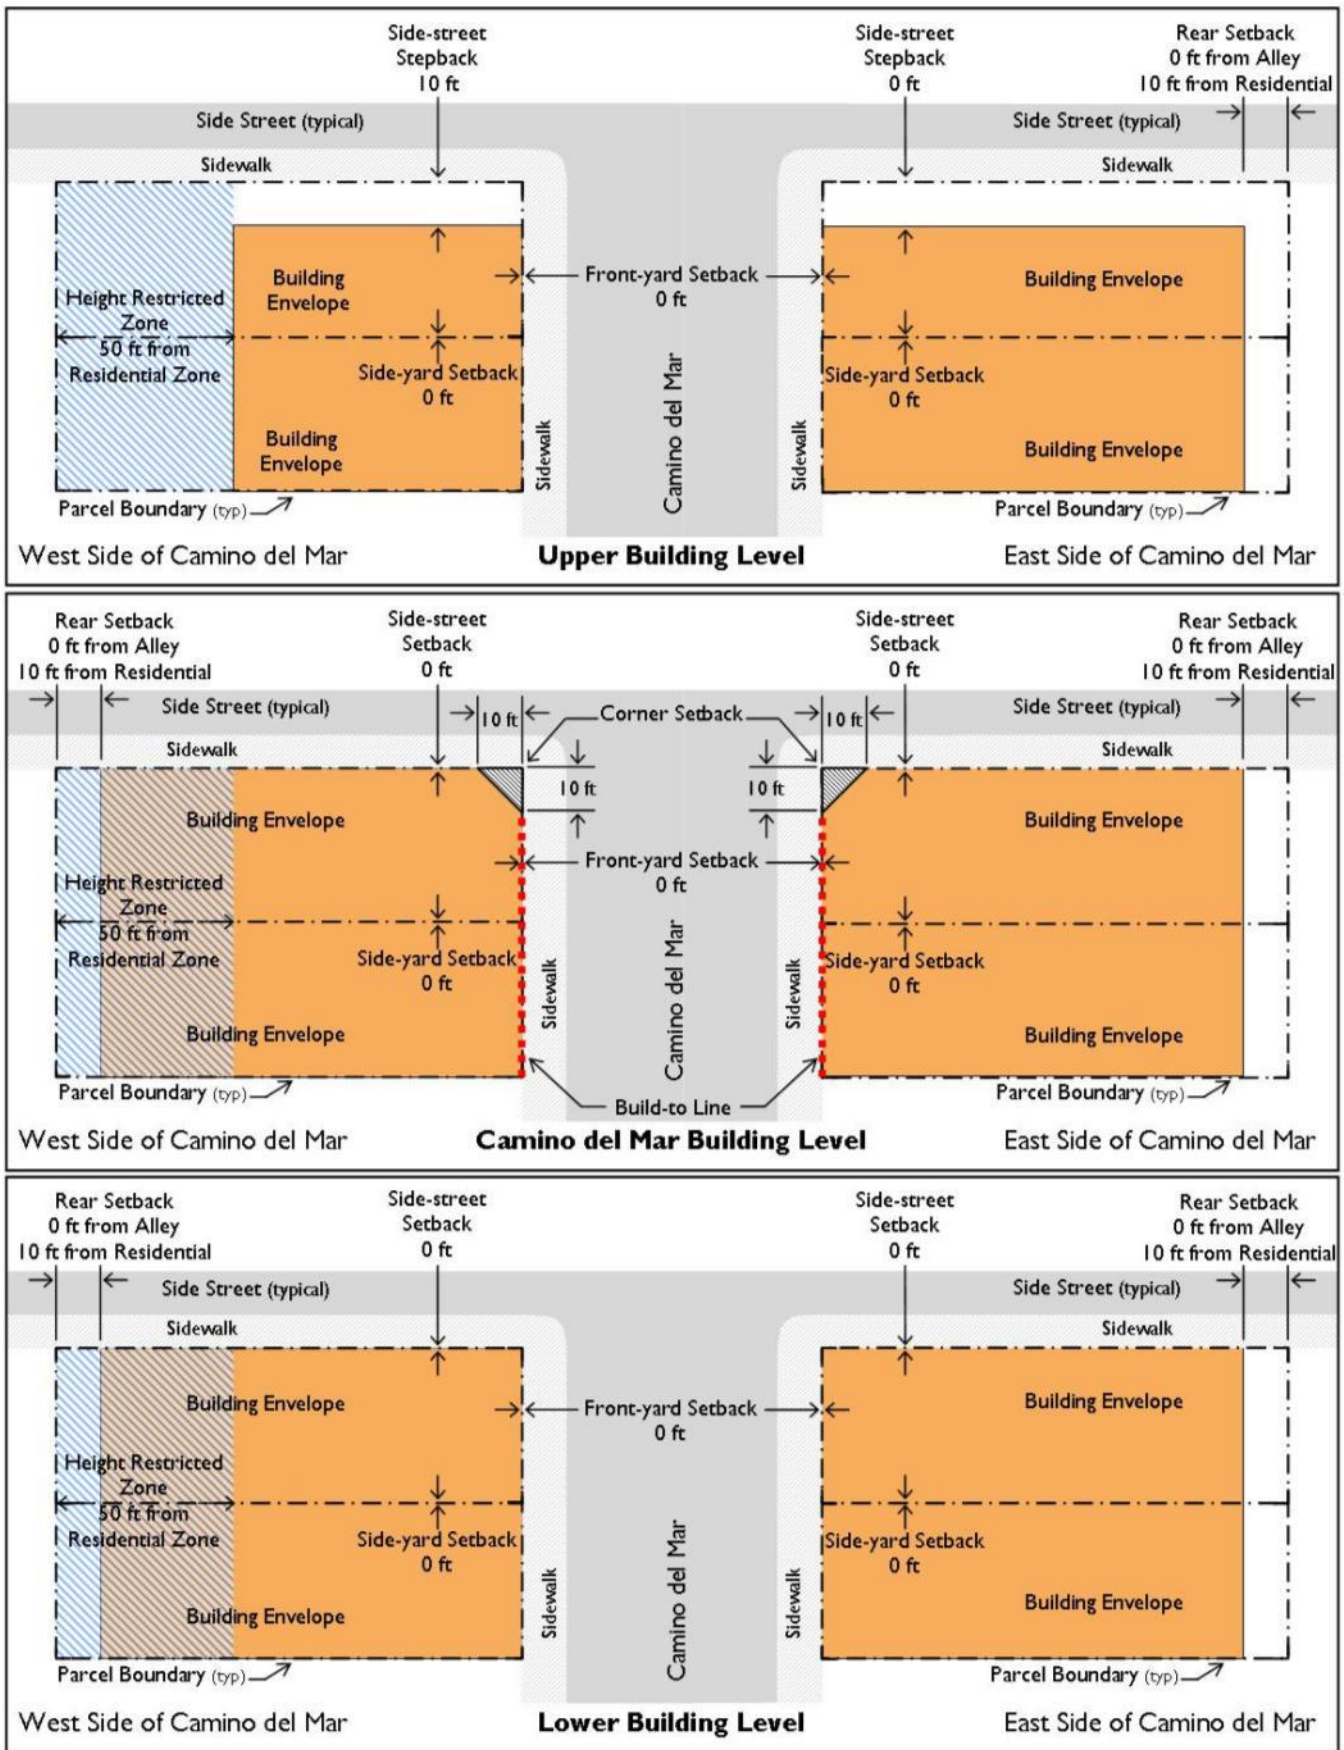 Side-street
Stepback
10 ft
Side-street
Stepback
0 ft
Rear Setback
0 ft from Alley
10 ft from Residential
Side Street (typical)
Side Street (typical)
Sidewalk
Sidewalk
Building
Envelope
Front-yard Setback
0 ft
Building Envelope
Height Restricted
Zone
50 ft from
Residential Zone
Side-yard Setback
0 ft
Side-yard Setback
0 ft
Building
Envelope
Sidewalk
Camino del Mar
Sidewalk
Building Envelope
Parcel Boundary (typ)
Parcel Boundary (typ)
West Side of Camino del Mar
Upper Building Level
East Side of Camino del Mar
Rear Setback
0 ft from Alley
10 ft from Residential
Side-street
Setback
0 ft
Side-street
Setback
0 ft
Rear Setback
0 ft from Alley
10 ft from Residential
Side Street (typical)
10 ft
Corner Setback
10 ft
Side Street (typical)
Sidewalk
Sidewalk
10 ft
10 ft
Building Envelope
Building Envelope
Front-yard Setback
0 ft
Height Restricted
Zone
50 ft from
Residential Zone
Side-yard Setback
0 ft
Side-yard Setback
0 ft
Sidewalk
Camino del Mar
Sidewalk
Building Envelope
Building Envelope
Parcel Boundary (typ)
Build-to Line
Parcel Boundary (typ)
West Side of Camino del Mar
Camino del Mar Building Level
East Side of Camino del Mar
Rear Setback
0 ft from Alley
10 ft from Residential
Side-street
Setback
0 ft
Side-street
Setback
0 ft
Rear Setback
0 ft from Alley
10 ft from Residential
Side Street (typical)
Side Street (typical)
Sidewalk
Sidewalk
Building Envelope
Front-yard Setback
0 ft
Building Envelope
Height Restricted
Zone
50 ft from
Residential Zone
Side-yard Setback
0 ft
Side-yard Setback
0 ft
Sidewalk
Camino del Mar
Sidewalk
Building Envelope
Building Envelope
Parcel Boundary (typ)
Parcel Boundary (typ)
West Side of Camino del Mar
Lower Building Level
East Side of Camino del Mar